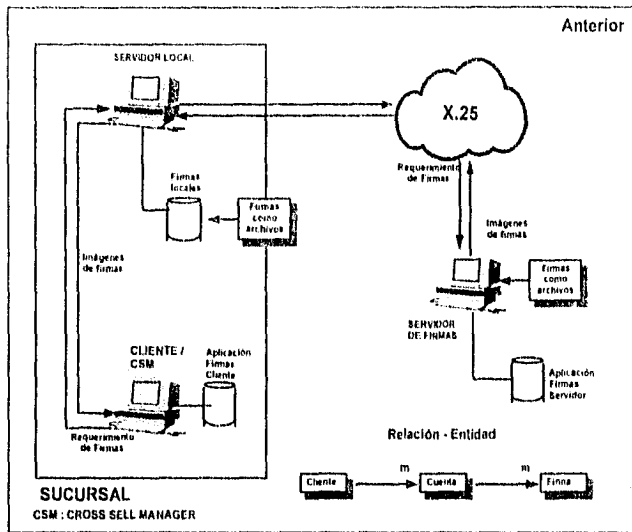 Anterior
SERVIDOR LOCAL
X.25
Firmas
locales
Firmas
como
archivos
Requerimiento
de Firmas
Imágenes
de firmas
Imágenes
de firmas
Firmas
como
archivos
SERVIDOR
DE FIRMAS
CLIENTE /
CSM
Aplicación
Firmas
Cliente
Aplicación
Firmas
Servidor
Requerimiento
de Firmas
Relación - Entidad
Cliente
m
Cuenta
m
Firma
SUCURSAL
CSM : CROSS SELL MANAGER